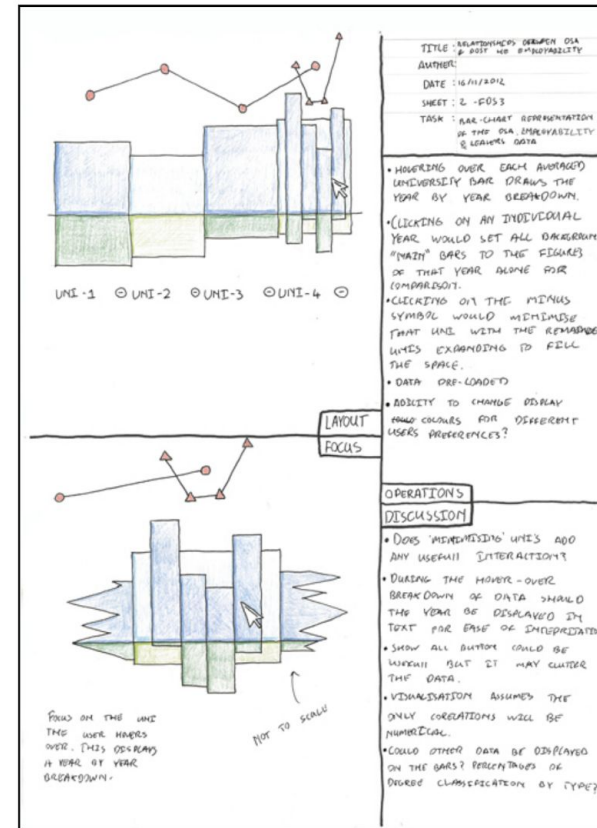 TITLE : RELATIONSHIPS BETWEEN OSA
& POST HE EMPLOYABILITY
AUTHER:
DATE : 16/11/2012
SHEET : 2 - FDS3
TASK : BAR-CHART REPRESENTATION
OF THE OSA, EMPLOYABILITY
& LEAVERS DATA
UNI-1 ⊖ UNI-2 ⊖ UNI-3 ⊖ UNI-4 ⊖
LAYOUT
FOCUS
• HOVERING OVER EACH AVERAGED
UNIVERSITY BAR DRAWS THE
YEAR BY YEAR BREAKDOWN.
• CLICKING ON AN INDIVIDUAL
YEAR WOULD SET ALL BACKGROUND
"MAIN" BARS TO THE FIGURES
OF THAT YEAR ALONE FOR
COMPARISON.
• CLICKING ON THE MINUS
SYMBOL WOULD MINIMISE
THAT UNI WITH THE
UNIS EXPANDING TO FILL
THE SPACE.
• DATA PRE-LOADED
• ABILITY TO CHANGE DISPLAY
COLOURS FOR DIFFERENT
USERS PREFERENCES?
OPERATIONS
DISCUSSION
FOCUS ON THE UNI
THE USER HOVERS
OVER. THIS DISPLAYS
A YEAR BY YEAR
BREAKDOWN.
NOT TO SCALE
• DOES 'MINIMISING' UNI'S ADD
ANY USEFULL INTERACTION?
• DURING THE HOVER-OVER
BREAKDOWN OF DATA SHOULD
THE YEAR BE DISPLAYED IN
TEXT FOR EASE OF
• SHOW ALL BUTTON COULD BE
USEFULL BUT IT MAY CLUTTER
THE DATA.
• VISUALISATION ASSUMES THE
ONLY CORELATIONS WILL BE
NUMERICAL.
• COULD OTHER DATA BE DISPLAYED
ON THE BARS? PERCENTAGES OF
DEGREE CLASSIFICATION BY TYPE?